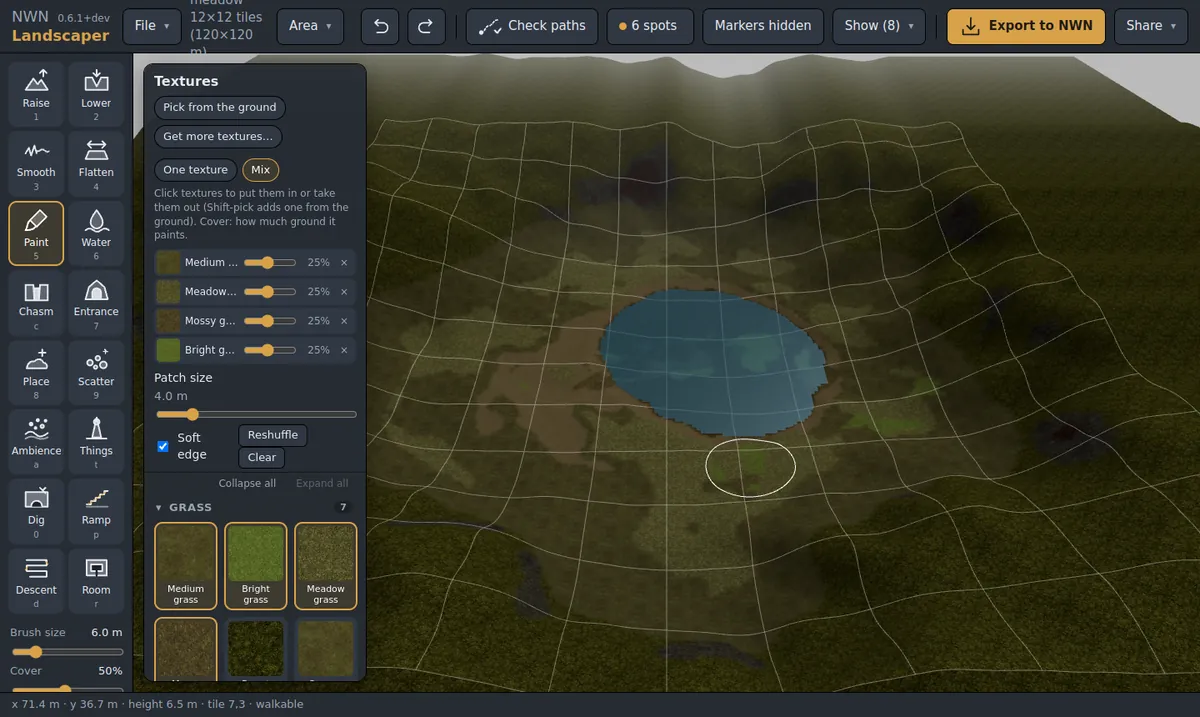 NWN 0.6.1+dev
Landscaper
File ▾
meadow
12×12 tiles
(120×120
m)
Area ▾
Check paths
6 spots
Markers hidden
Show (8) ▾
Export to NWN
Share ▾
Raise
1
Lower
2
Smooth
3
Flatten
4
Paint
5
Water
6
Chasm
c
Entrance
7
Place
8
Scatter
9
Ambience
a
Things
t
Dig
0
Ramp
p
Descent
d
Room
r
Brush size 6.0 m
Cover 50%
Textures
Pick from the ground
Get more textures...
One texture
Mix
Click textures to put them in or take
them out (Shift-pick adds one from the
ground). Cover: how much ground it
paints.
Medium ... 25% ×
Meadow... 25% ×
Mossy g... 25% ×
Bright g... 25% ×
Patch size
4.0 m
Soft
edge
Reshuffle
Clear
Collapse all
Expand all
▾ GRASS 7
Medium
grass
Bright
grass
Meadow
grass
x 71.4 m · y 36.7 m · height 6.5 m · tile 7,3 · walkable